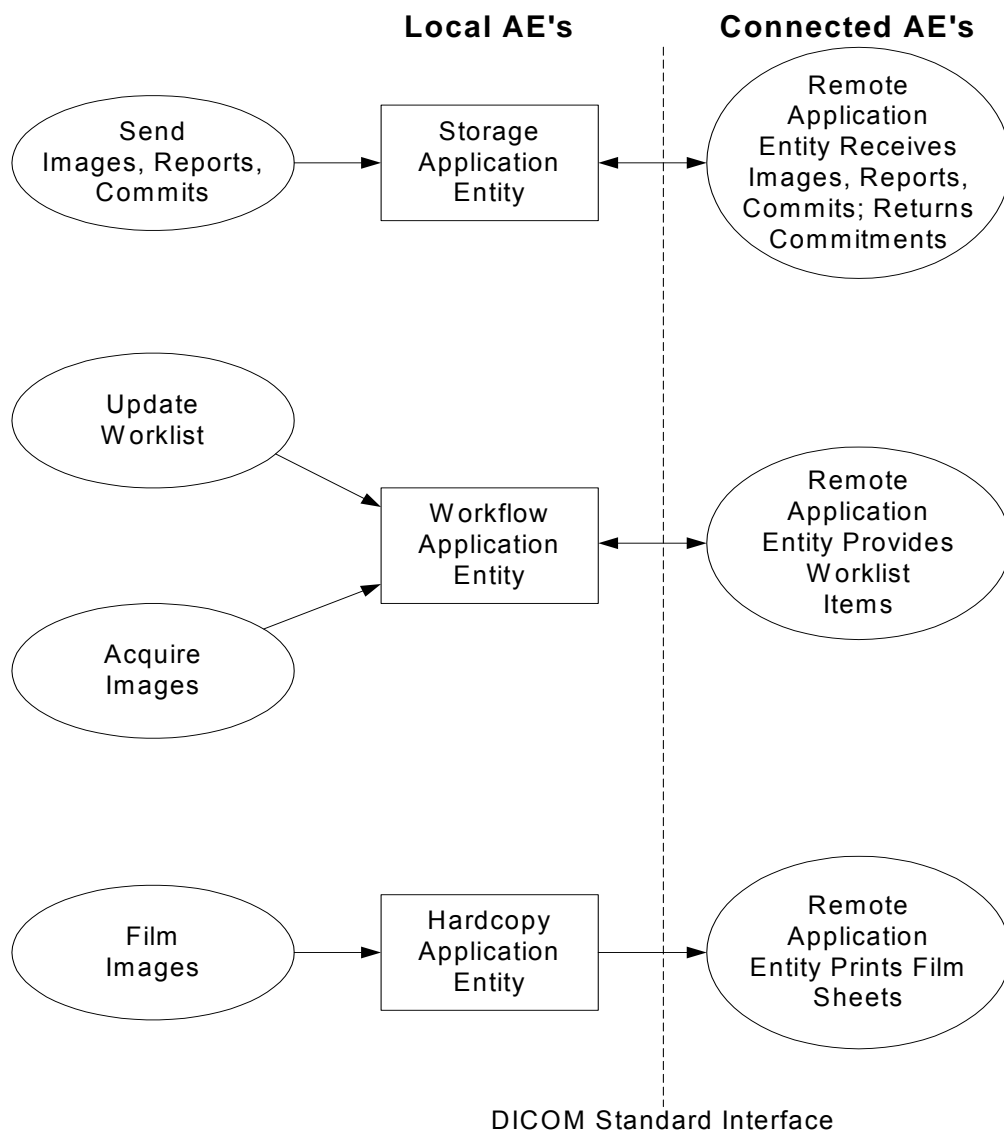 Local AE's
Connected AE's
Send
Images, Reports,
Commits
Storage
Application
Entity
Remote
Application
Entity Receives
Images, Reports,
Commits; Returns
Commitments
Update
Worklist
Workflow
Application
Entity
Remote
Application
Entity Provides
Worklist
Items
Acquire
Images
Film
Images
Hardcopy
Application
Entity
Remote
Application
Entity Prints Film
Sheets
DICOM Standard Interface